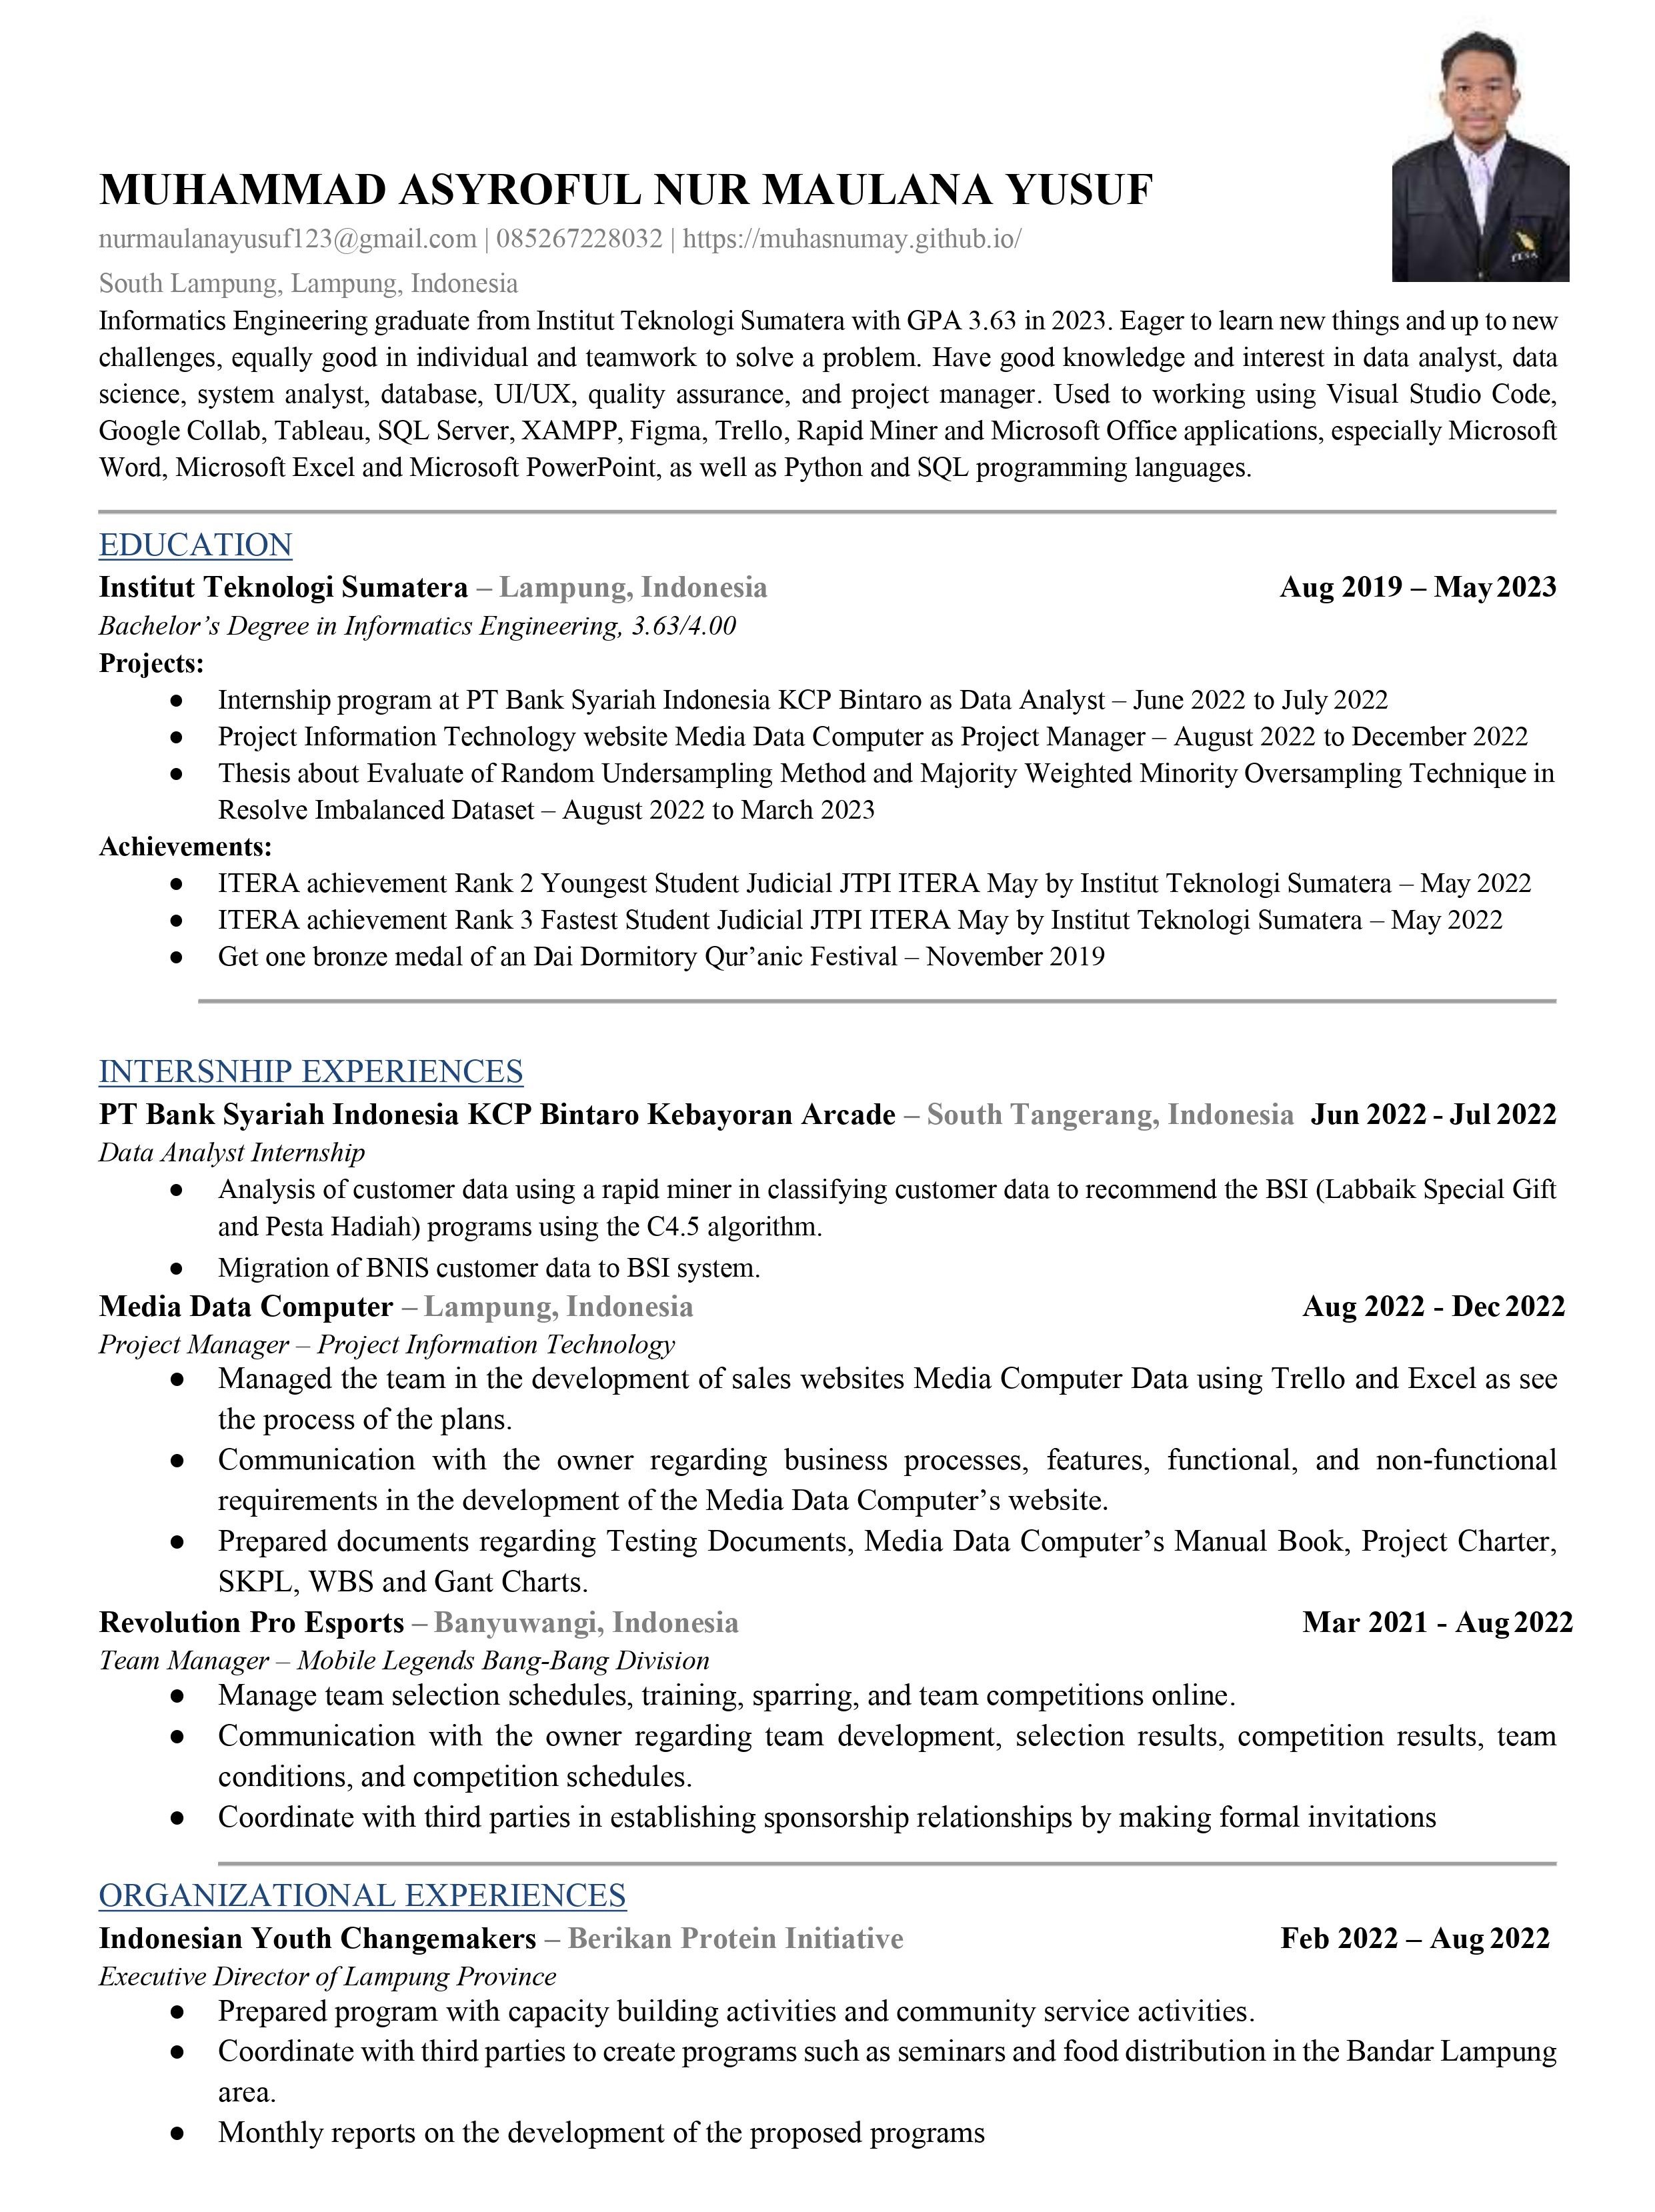 MUHAMMAD ASYROFUL NUR MAULANA YUSUF
nurmaulanayusuf123@gmail.com | 085267228032 | https://muhasnumay.github.io/
South Lampung, Lampung, Indonesia
Informatics Engineering graduate from Institut Teknologi Sumatera with GPA 3.63 in 2023. Eager to learn new things and up to new
challenges, equally good in individual and teamwork to solve a problem. Have good knowledge and interest in data analyst, data
science, system analyst, database, UI/UX, quality assurance, and project manager. Used to working using Visual Studio Code,
Google Collab, Tableau, SQL Server, XAMPP, Figma, Trello, Rapid Miner and Microsoft Office applications, especially Microsoft
Word, Microsoft Excel and Microsoft PowerPoint, as well as Python and SQL programming languages.
EDUCATION
Institut Teknologi Sumatera – Lampung, Indonesia Aug 2019 – May 2023
Bachelor’s Degree in Informatics Engineering, 3.63/4.00
Projects:
● Internship program at PT Bank Syariah Indonesia KCP Bintaro as Data Analyst – June 2022 to July 2022
● Project Information Technology website Media Data Computer as Project Manager – August 2022 to December 2022
● Thesis about Evaluate of Random Undersampling Method and Majority Weighted Minority Oversampling Technique in
Resolve Imbalanced Dataset – August 2022 to March 2023
Achievements:
● ITERA achievement Rank 2 Youngest Student Judicial JTPI ITERA May by Institut Teknologi Sumatera – May 2022
● ITERA achievement Rank 3 Fastest Student Judicial JTPI ITERA May by Institut Teknologi Sumatera – May 2022
● Get one bronze medal of an Dai Dormitory Qur’anic Festival – November 2019
INTERSNHIP EXPERIENCES
PT Bank Syariah Indonesia KCP Bintaro Kebayoran Arcade – South Tangerang, Indonesia Jun 2022 - Jul 2022
Data Analyst Internship
● Analysis of customer data using a rapid miner in classifying customer data to recommend the BSI (Labbaik Special Gift
and Pesta Hadiah) programs using the C4.5 algorithm.
● Migration of BNIS customer data to BSI system.
Media Data Computer – Lampung, Indonesia Aug 2022 - Dec 2022
Project Manager – Project Information Technology
● Managed the team in the development of sales websites Media Computer Data using Trello and Excel as see
the process of the plans.
● Communication with the owner regarding business processes, features, functional, and non-functional
requirements in the development of the Media Data Computer’s website.
● Prepared documents regarding Testing Documents, Media Data Computer’s Manual Book, Project Charter,
SKPL, WBS and Gant Charts.
Revolution Pro Esports – Banyuwangi, Indonesia Mar 2021 - Aug 2022
Team Manager – Mobile Legends Bang-Bang Division
● Manage team selection schedules, training, sparring, and team competitions online.
● Communication with the owner regarding team development, selection results, competition results, team
conditions, and competition schedules.
● Coordinate with third parties in establishing sponsorship relationships by making formal invitations
ORGANIZATIONAL EXPERIENCES
Indonesian Youth Changemakers – Berikan Protein Initiative Feb 2022 – Aug 2022
Executive Director of Lampung Province
● Prepared program with capacity building activities and community service activities.
● Coordinate with third parties to create programs such as seminars and food distribution in the Bandar Lampung
area.
● Monthly reports on the development of the proposed programs